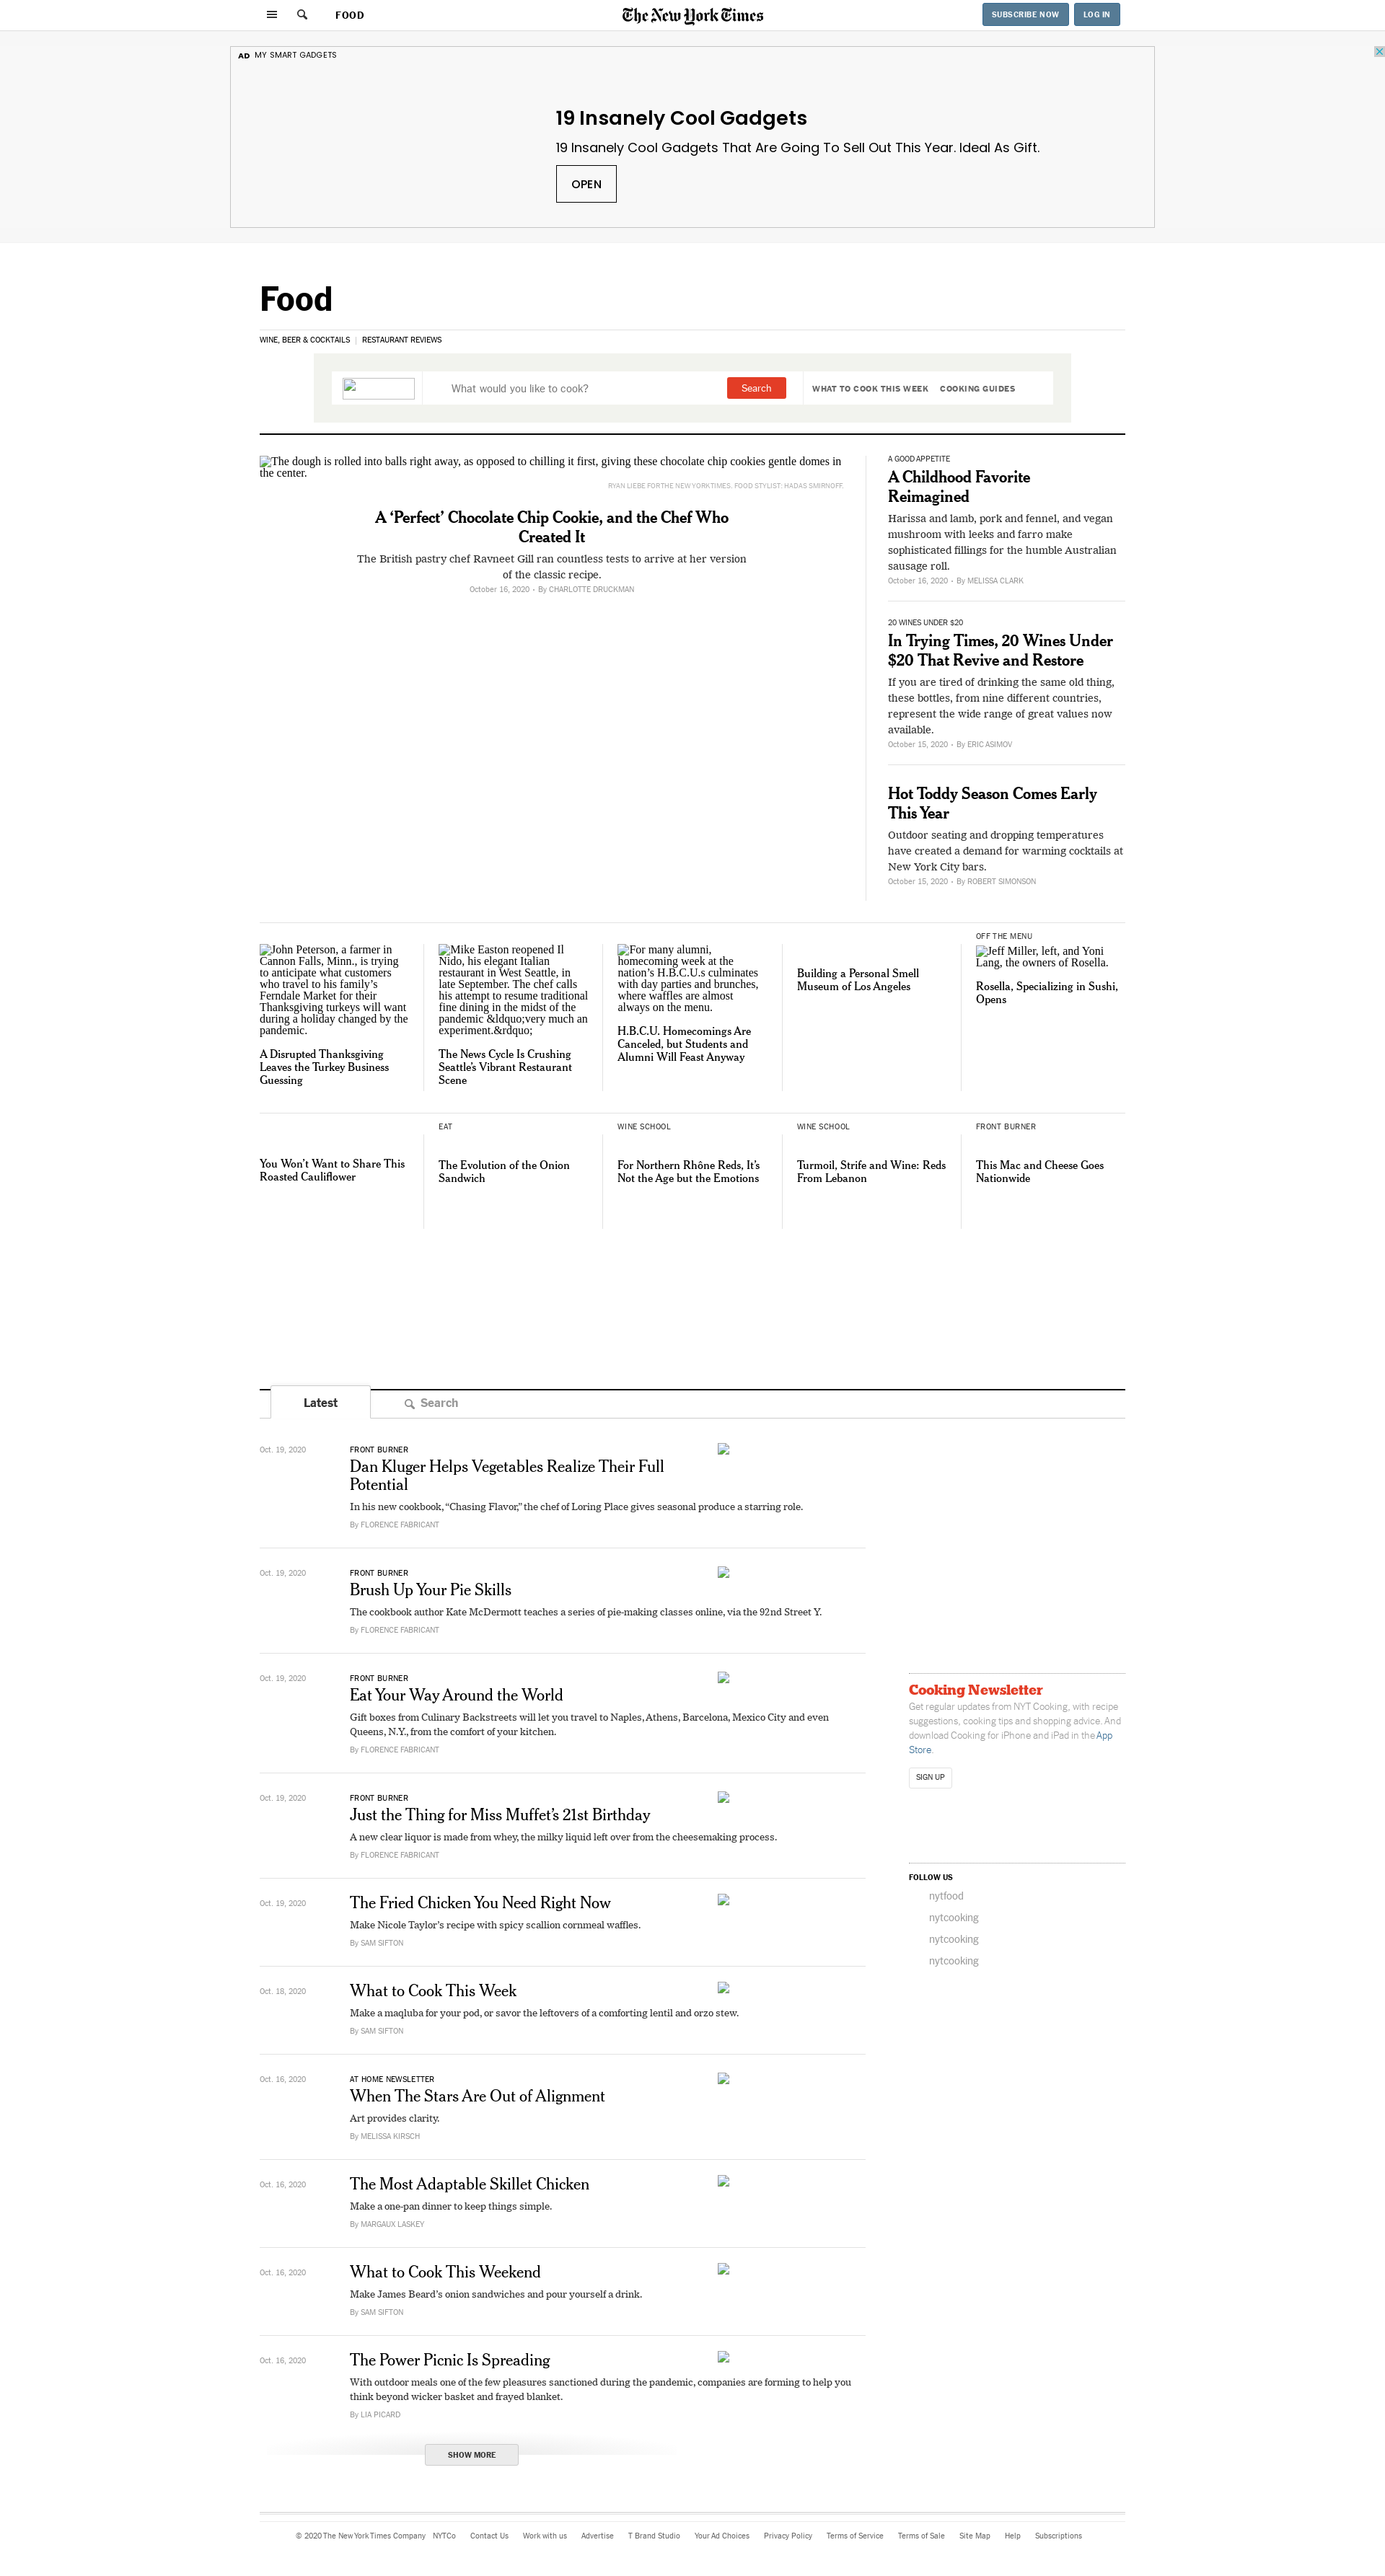 FOOD
The New York Times
SUBSCRIBE NOW
LOG IN
AD MY SMART GADGETS
19 Insanely Cool Gadgets
19 Insanely Cool Gadgets That Are Going To Sell Out This Year. Ideal As Gift.
OPEN
Food
WINE, BEER & COCKTAILS
RESTAURANT REVIEWS
What would you like to cook?
Search
WHAT TO COOK THIS WEEK
COOKING GUIDES
The dough is rolled into balls right away, as opposed to chilling it first, giving these chocolate chip cookies gentle domes in
the center.
RYAN LIEBE FOR THE NEW YORK TIMES. FOOD STYLIST: HADAS SMIRNOFF.
A ‘Perfect’ Chocolate Chip Cookie, and the Chef Who
Created It
The British pastry chef Ravneet Gill ran countless tests to arrive at her version
of the classic recipe.
October 16, 2020 - By CHARLOTTE DRUCKMAN
A GOOD APPETITE
A Childhood Favorite
Reimagined
Harissa and lamb, pork and fennel, and vegan
mushroom with leeks and farro make
sophisticated fillings for the humble Australian
sausage roll.
October 16, 2020 - By MELISSA CLARK
20 WINES UNDER $20
In Trying Times, 20 Wines Under
$20 That Revive and Restore
If you are tired of drinking the same old thing,
these bottles, from nine different countries,
represent the wide range of great values now
available.
October 15, 2020 - By ERIC ASIMOV
Hot Toddy Season Comes Early
This Year
Outdoor seating and dropping temperatures
have created a demand for warming cocktails at
New York City bars.
October 15, 2020 - By ROBERT SIMONSON
John Peterson, a farmer in
Cannon Falls, Minn., is trying
to anticipate what customers
who travel to his family’s
Ferndale Market for their
Thanksgiving turkeys will want
during a holiday changed by the
pandemic.
A Disrupted Thanksgiving
Leaves the Turkey Business
Guessing
Mike Easton reopened Il
Nido, his elegant Italian
restaurant in West Seattle, in
late September. The chef calls
his attempt to resume traditional
fine dining in the midst of the
pandemic &ldquo;very much an
experiment.&rdquo;
The News Cycle Is Crushing
Seattle’s Vibrant Restaurant
Scene
For many alumni,
homecoming week at the
nation’s H.B.C.U.s culminates
with day parties and brunches,
where waffles are almost
always on the menu.
H.B.C.U. Homecomings Are
Canceled, but Students and
Alumni Will Feast Anyway
Building a Personal Smell
Museum of Los Angeles
OFF THE MENU
Jeff Miller, left, and Yoni
Lang, the owners of Rosella.
Rosella, Specializing in Sushi,
Opens
You Won’t Want to Share This
Roasted Cauliflower
EAT
The Evolution of the Onion
Sandwich
WINE SCHOOL
For Northern Rhône Reds, It’s
Not the Age but the Emotions
WINE SCHOOL
Turmoil, Strife and Wine: Reds
From Lebanon
FRONT BURNER
This Mac and Cheese Goes
Nationwide
Latest
Search
Oct. 19, 2020
FRONT BURNER
Dan Kluger Helps Vegetables Realize Their Full
Potential
In his new cookbook, “Chasing Flavor,” the chef of Loring Place gives seasonal produce a starring role.
By FLORENCE FABRICANT
Oct. 19, 2020
FRONT BURNER
Brush Up Your Pie Skills
The cookbook author Kate McDermott teaches a series of pie-making classes online, via the 92nd Street Y.
By FLORENCE FABRICANT
Oct. 19, 2020
FRONT BURNER
Eat Your Way Around the World
Gift boxes from Culinary Backstreets will let you travel to Naples, Athens, Barcelona, Mexico City and even
Queens, N.Y., from the comfort of your kitchen.
By FLORENCE FABRICANT
Oct. 19, 2020
FRONT BURNER
Just the Thing for Miss Muffet’s 21st Birthday
A new clear liquor is made from whey, the milky liquid left over from the cheesemaking process.
By FLORENCE FABRICANT
Oct. 19, 2020
The Fried Chicken You Need Right Now
Make Nicole Taylor’s recipe with spicy scallion cornmeal waffles.
By SAM SIFTON
Oct. 18, 2020
What to Cook This Week
Make a maqluba for your pod, or savor the leftovers of a comforting lentil and orzo stew.
By SAM SIFTON
Oct. 16, 2020
AT HOME NEWSLETTER
When The Stars Are Out of Alignment
Art provides clarity.
By MELISSA KIRSCH
Oct. 16, 2020
The Most Adaptable Skillet Chicken
Make a one-pan dinner to keep things simple.
By MARGAUX LASKEY
Oct. 16, 2020
What to Cook This Weekend
Make James Beard’s onion sandwiches and pour yourself a drink.
By SAM SIFTON
Oct. 16, 2020
The Power Picnic Is Spreading
With outdoor meals one of the few pleasures sanctioned during the pandemic, companies are forming to help you
think beyond wicker basket and frayed blanket.
By LIA PICARD
SHOW MORE
Cooking Newsletter
Get regular updates from NYT Cooking, with recipe
suggestions, cooking tips and shopping advice. And
download Cooking for iPhone and iPad in the App
Store.
SIGN UP
FOLLOW US
nytfood
nytcooking
nytcooking
nytcooking
© 2020 The New York Times Company NYTCo Contact Us Work with us Advertise T Brand Studio Your Ad Choices Privacy Policy Terms of Service Terms of Sale Site Map Help Subscriptions